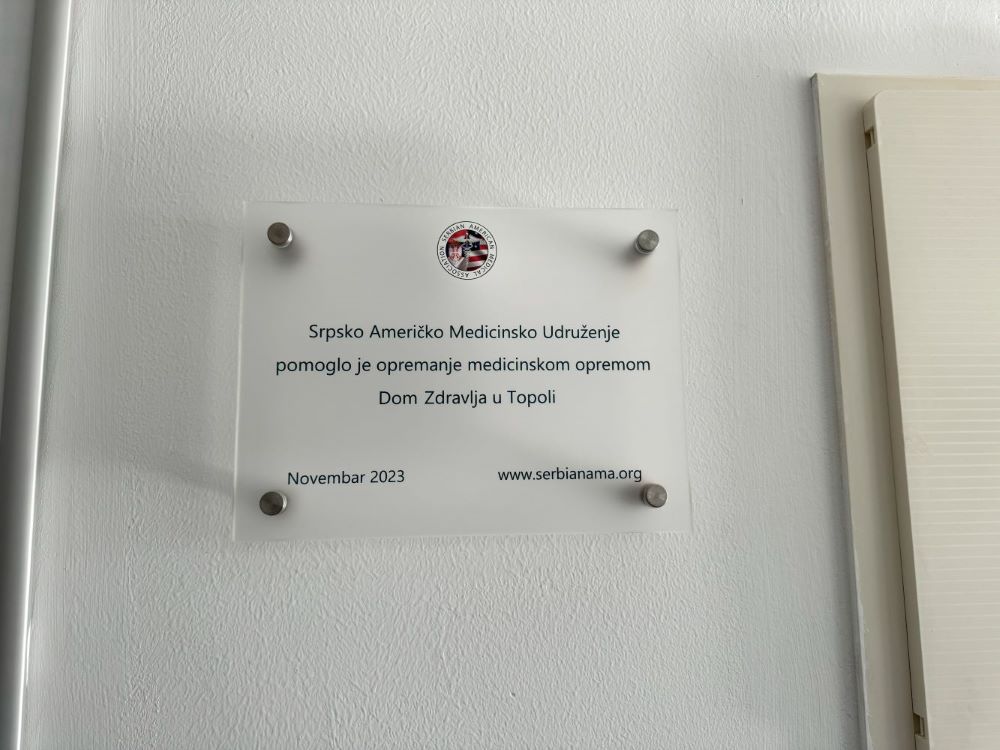 SERBIAN AMERICAN MEDICAL ASSOCIATION
Srpsko Američko Medicinsko Udruženje
pomoglo je opremanje medicinskom opremom
Dom Zdravlja u Topoli
Novembar 2023
www.serbianama.org